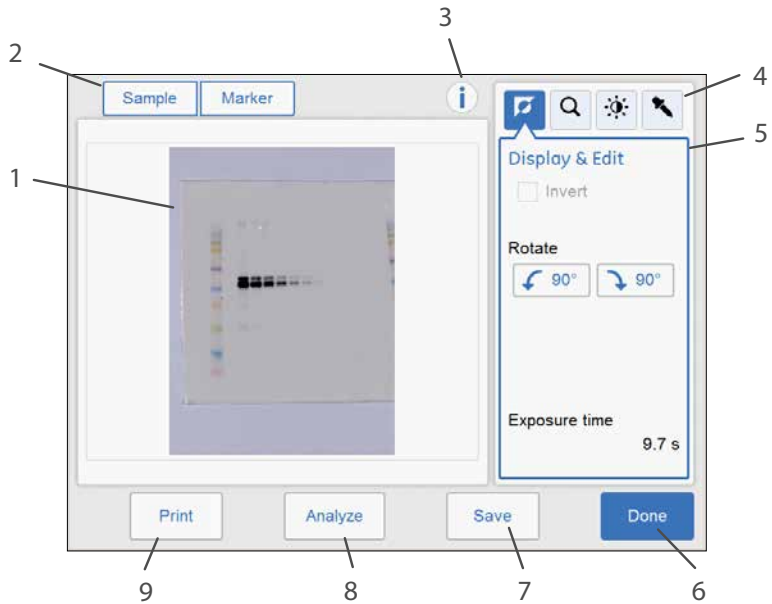 3
2
4
Sample Marker i
5
Display & Edit
1
Invert
Rotate
90° 90°
Exposure time
9.7 s
Print Analyze Save Done
9 8 7 6